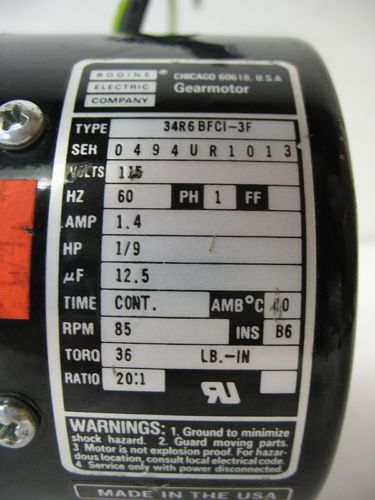 BODINE
ELECTRIC
COMPANY
®
CHICAGO 60618, U.S.A
Gearmotor
TYPE 34R6BFCI-3F
SER 0494UR1013
VOLTS 115
HZ 60 PH 1 FF
AMP 1.4
HP 1/9
µF 12.5
TIME CONT. AMB°C 40
RPM 85 INS B6
TORQ 36 LB.-IN
RATIO 20:1
RU
WARNINGS: 1. Ground to minimize
shock hazard. 2. Guard moving parts.
3 Motor is not explosion proof. For hazar-
dous location, consult local electrical code.
4 Service only with power disconnected.
MADE IN THE USA